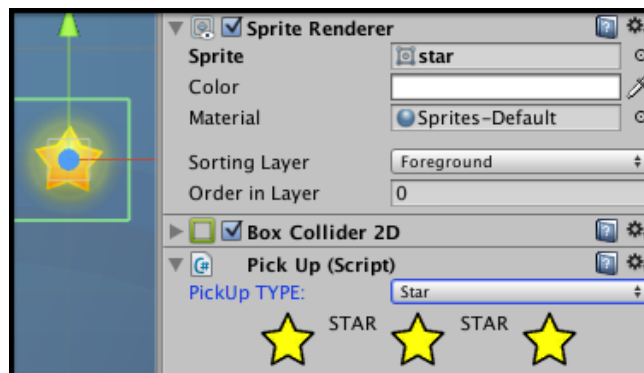 Sprite Renderer
Sprite star
Color
Material Sprites-Default
Sorting Layer Foreground
Order in Layer 0
Box Collider 2D
C# Pick Up (Script)
PickUp TYPE: Star
STAR STAR